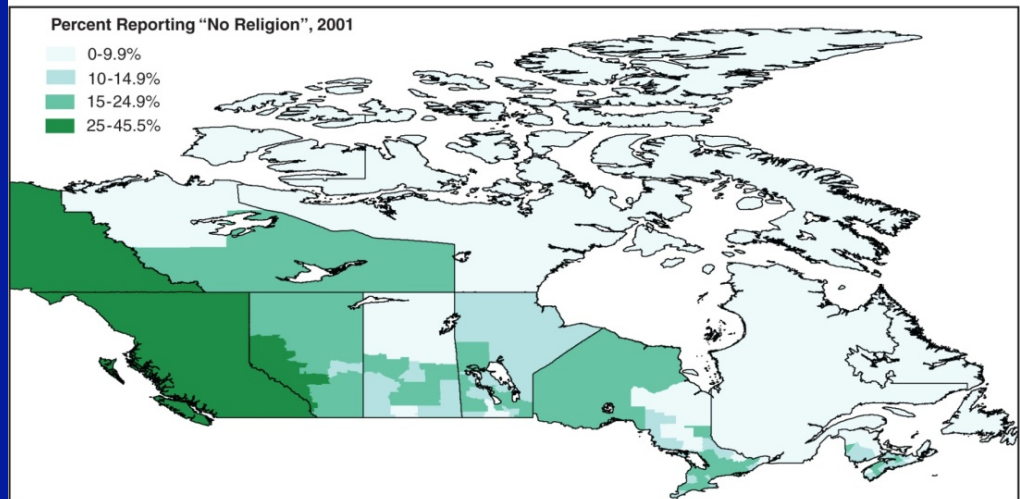 Percent Reporting “No Religion”, 2001
0-9.9%
10-14.9%
15-24.9%
25-45.5%